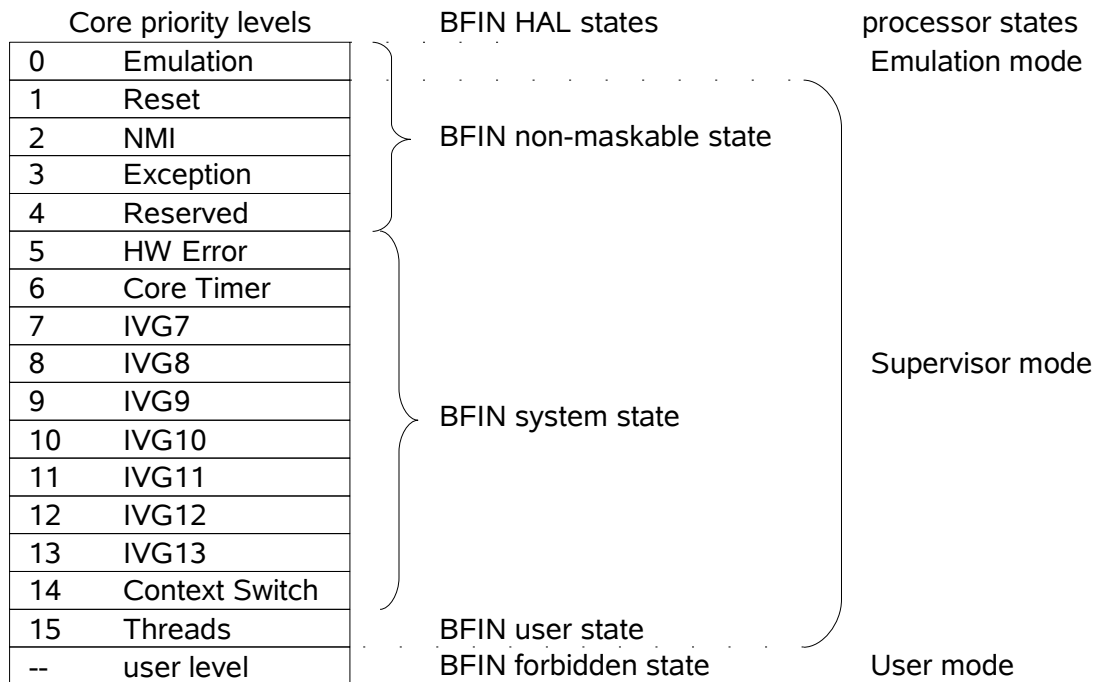 Core priority levels BFIN HAL states processor states
0 Emulation Emulation mode
1 Reset
2 NMI BFIN non-maskable state
3 Exception
4 Reserved
5 HW Error
6 Core Timer
7 IVG7
8 IVG8 Supervisor mode
9 IVG9
10 IVG10 BFIN system state
11 IVG11
12 IVG12
13 IVG13
14 Context Switch
15 Threads BFIN user state
-- user level BFIN forbidden state User mode